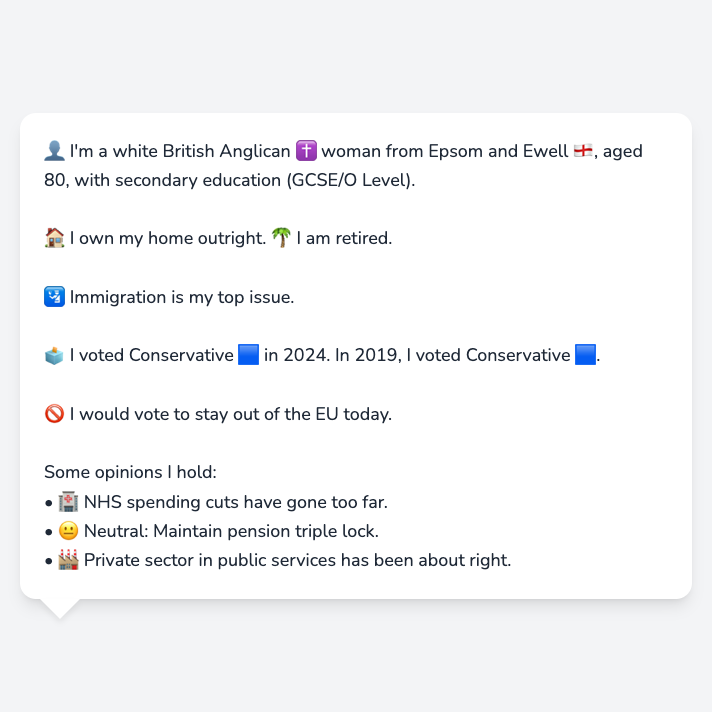 👤 I'm a white British Anglican ✝️ woman from Epsom and Ewell 🏴󠁧󠁢󠁥󠁮󠁧󠁿, aged
80, with secondary education (GCSE/O Level).
🏠 I own my home outright. 🌴 I am retired.
🛂 Immigration is my top issue.
🗳️ I voted Conservative 🟦 in 2024. In 2019, I voted Conservative 🟦.
🚫 I would vote to stay out of the EU today.
Some opinions I hold:
• 🏥 NHS spending cuts have gone too far.
• 😐 Neutral: Maintain pension triple lock.
• 🏭 Private sector in public services has been about right.